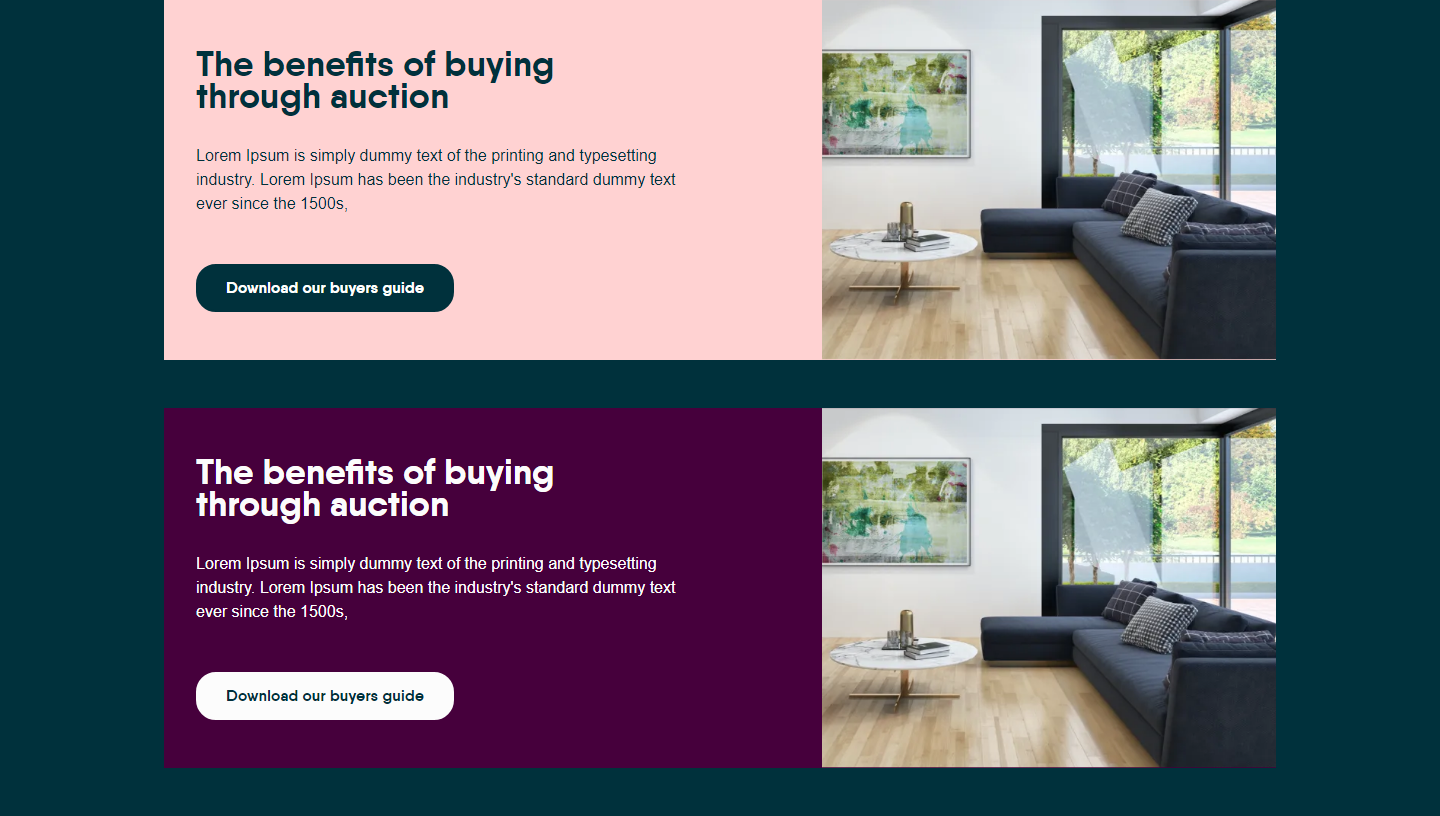 The benefits of buying
through auction
Lorem Ipsum is simply dummy text of the printing and typesetting
industry. Lorem Ipsum has been the industry's standard dummy text
ever since the 1500s,
Download our buyers guide
The benefits of buying
through auction
Lorem Ipsum is simply dummy text of the printing and typesetting
industry. Lorem Ipsum has been the industry's standard dummy text
ever since the 1500s,
Download our buyers guide